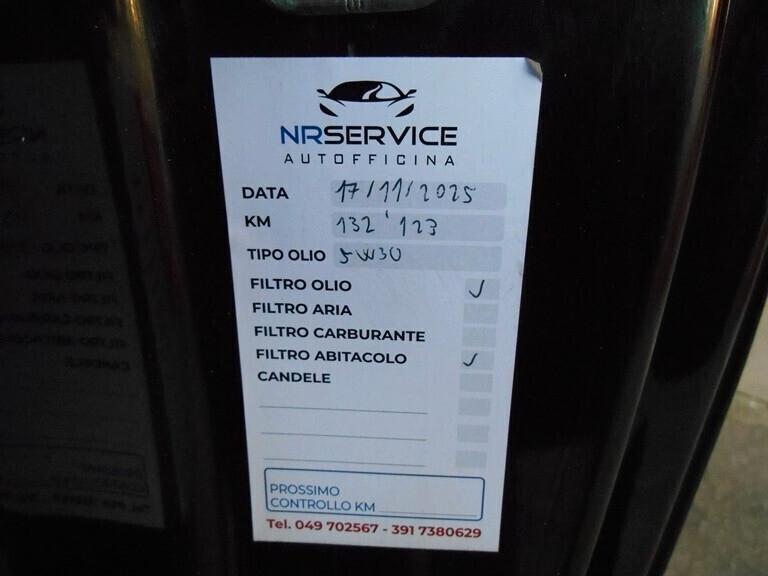 NRSERVICE
AUTOFFICINA
DATA 17/11/2025
KM 132'123
TIPO OLIO 5W30
FILTRO OLIO ✓
FILTRO ARIA
FILTRO CARBURANTE
FILTRO ABITACOLO ✓
CANDELE
PROSSIMO
CONTROLLO KM
Tel. 049 702567 - 391 7380629